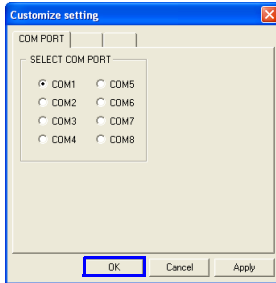 Customize setting
COM PORT
SELECT COM PORT
COM1 COM5
COM2 COM6
COM3 COM7
COM4 COM8
OK Cancel Apply